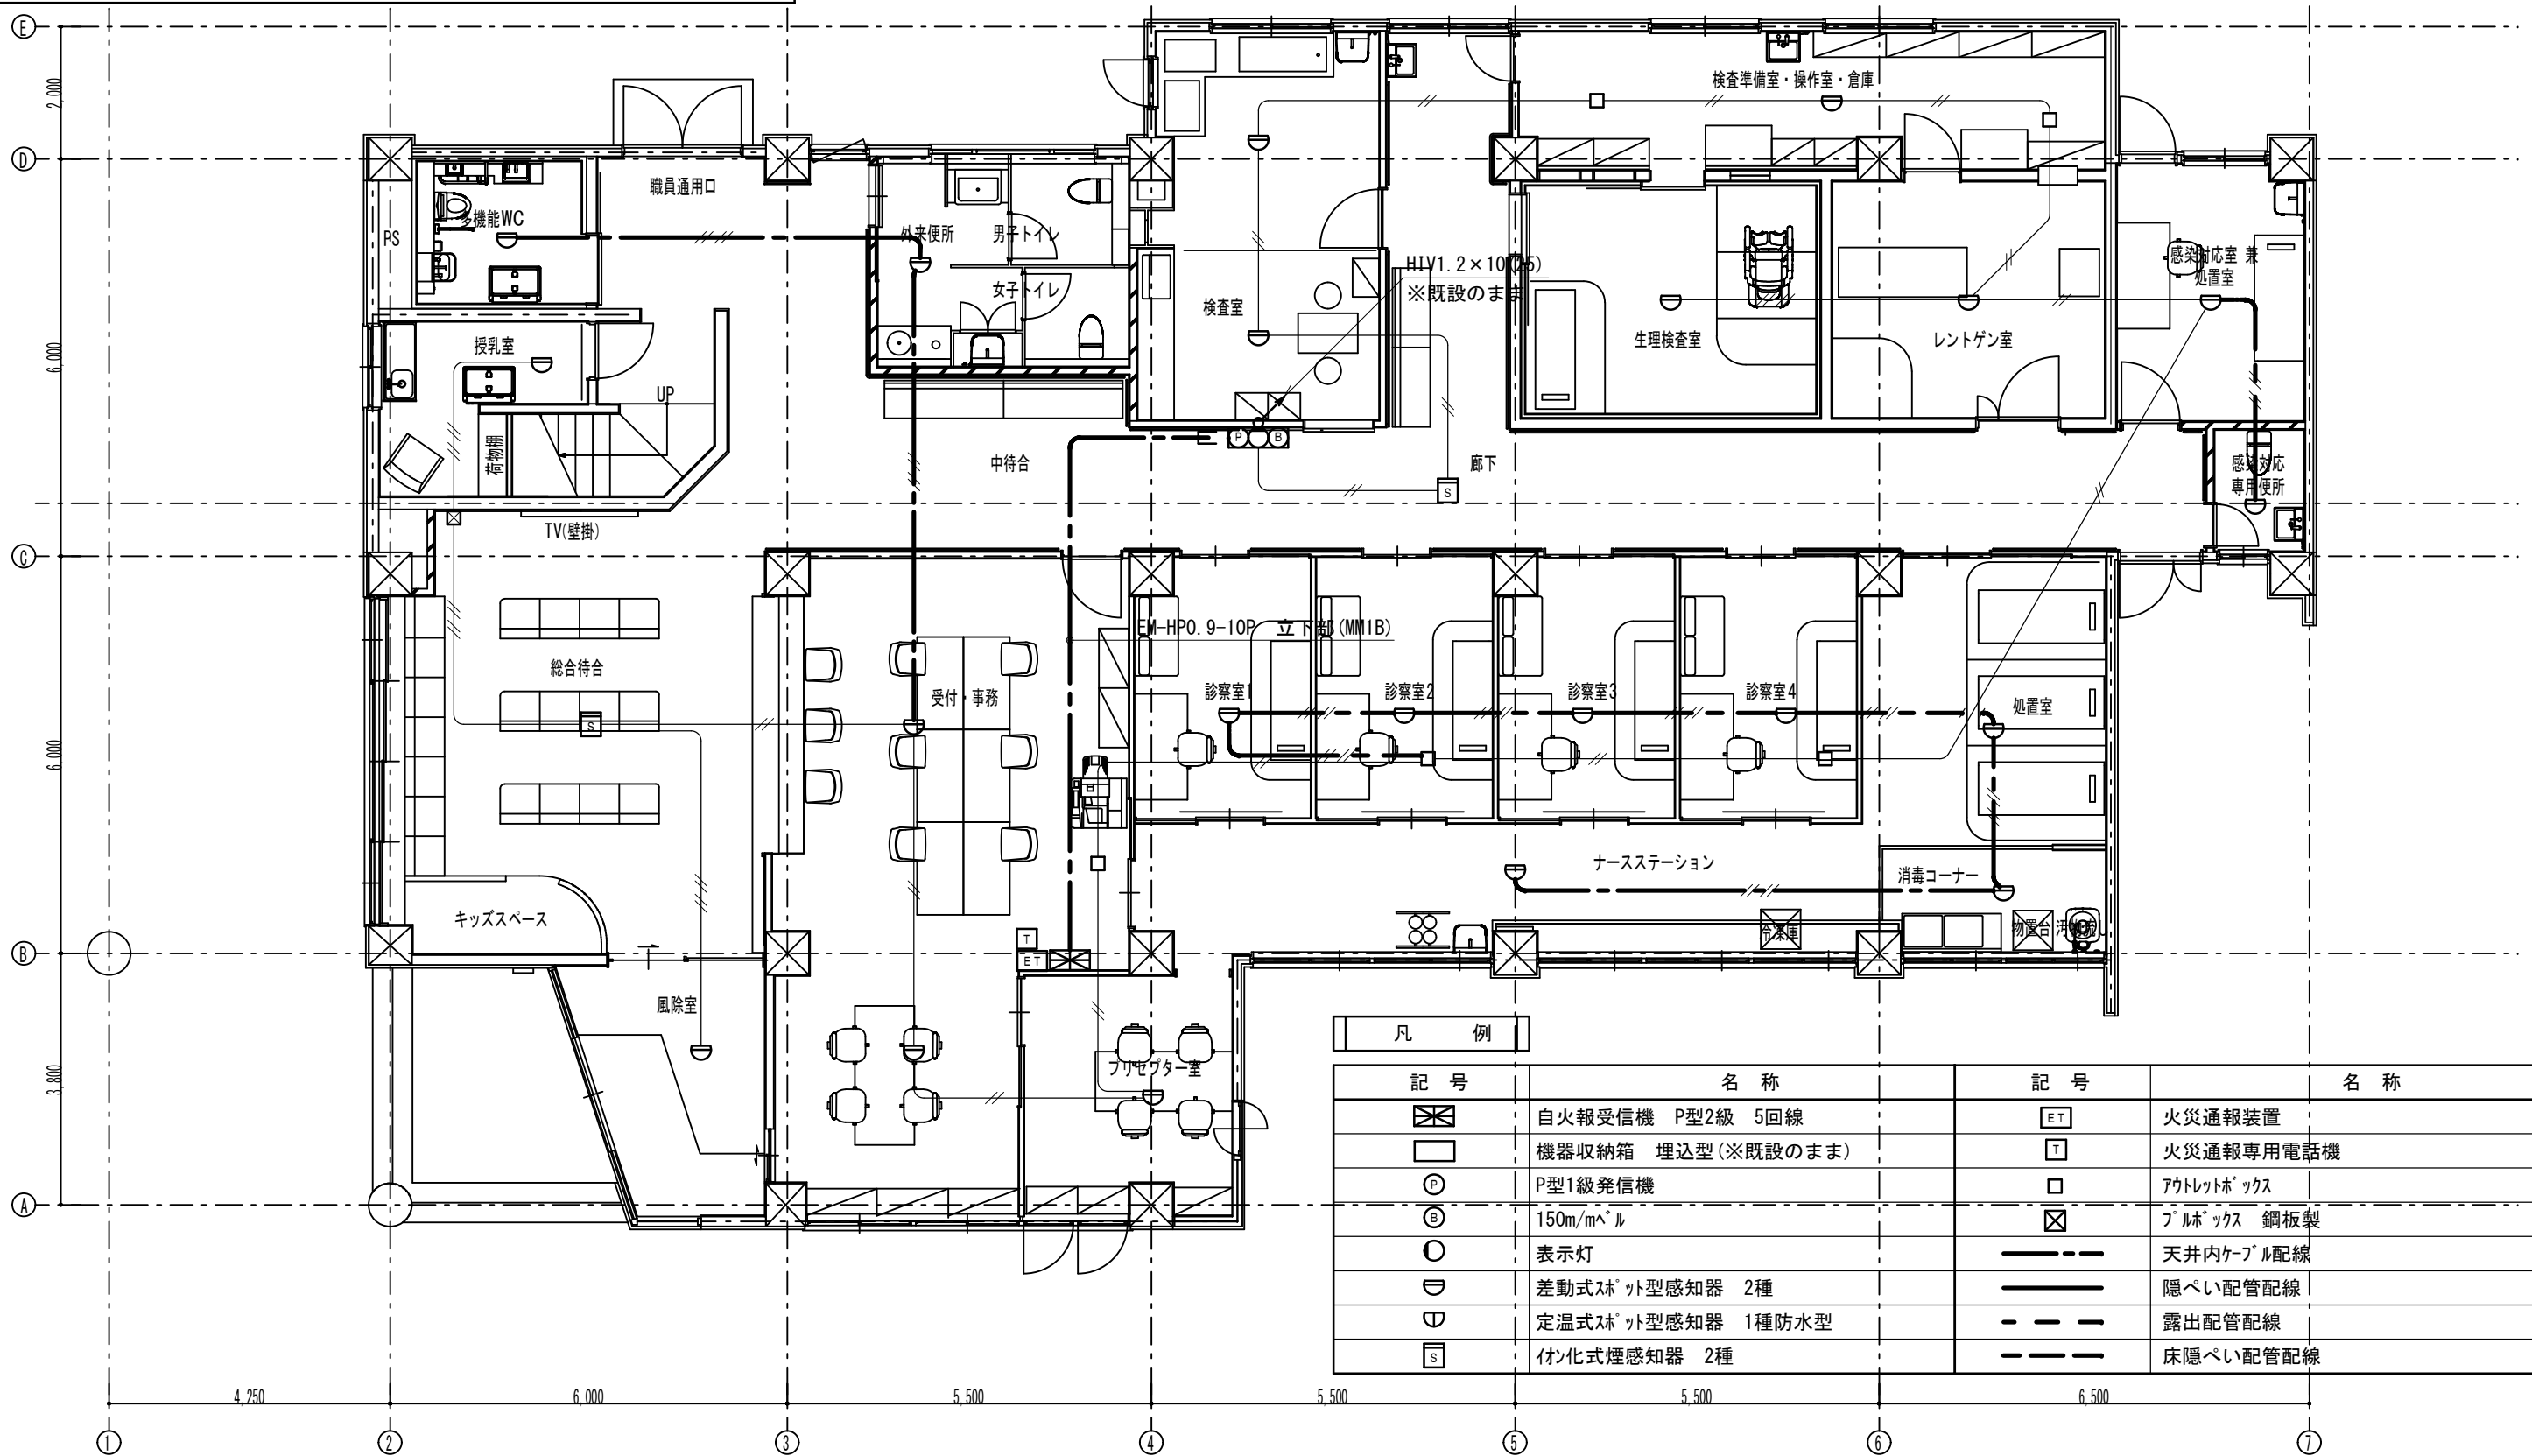 E
2,000
検査準備室・操作室・倉庫
D
職員通用口
多機能WC
PS
外来便所
男子トイレ
女子トイレ
HIV1.2×10(25)
※既設のまま
検査室
感染対応室 兼
処置室
6,000
授乳室
生理検査室
レントゲン室
UP
荷物棚
P
B
中待合
廊下
S
感染対応
専用便所
TV(壁掛)
C
EM-HP0.9-10P 立下部(MM1B)
総合待合
受付・事務
診察室1
診察室2
診察室3
診察室4
処置室
S
6,000
ナースステーション
消毒コーナー
キッズスペース
冷凍庫
物置台
T
ET
B
風除室
プリセプター室
3,800
A
凡 例
記 号
名 称
記 号
名 称
自火報受信機 P型2級 5回線
ET
火災通報装置
機器収納箱 埋込型(※既設のまま)
T
火災通報専用電話機
P
P型1級発信機
アウトレットボックス
B
150m/mベル
プルボックス 鋼板製
表示灯
天井内ケーブル配線
差動式スポット型感知器 2種
隠ぺい配管配線
定温式スポット型感知器 1種防水型
露出配管配線
S
イオン化式煙感知器 2種
床隠ぺい配管配線
4,250
6,000
5,500
5,500
5,500
6,500
1
2
3
4
5
6
7